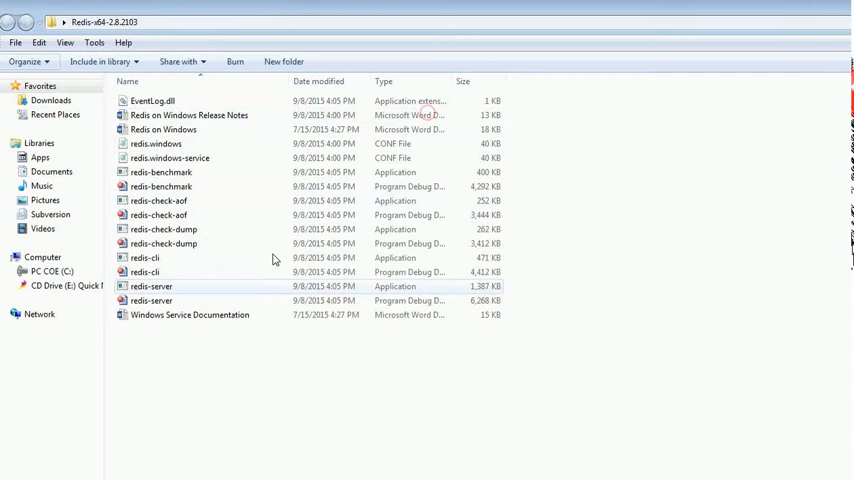 Redis-x64-2.8.2103
File Edit View Tools Help
Organize Include in library Share with Burn New folder
Favorites
Downloads
Recent Places
Libraries
Apps
Documents
Music
Pictures
Subversion
Videos
Computer
PC COE (C:)
CD Drive (E:) Quick
Network
Name Date modified Type Size
EventLog.dll 9/8/2015 4:05 PM Application extens... 1 KB
Redis on Windows Release Notes 9/8/2015 4:00 PM Microsoft Word D... 13 KB
Redis on Windows 7/15/2015 4:27 PM Microsoft Word D... 18 KB
redis.windows 9/8/2015 4:00 PM CONF File 40 KB
redis.windows-service 9/8/2015 4:00 PM CONF File 40 KB
redis-benchmark 9/8/2015 4:05 PM Application 400 KB
redis-benchmark 9/8/2015 4:05 PM Program Debug D... 4,292 KB
redis-check-aof 9/8/2015 4:05 PM Application 252 KB
redis-check-aof 9/8/2015 4:05 PM Program Debug D... 3,444 KB
redis-check-dump 9/8/2015 4:05 PM Application 262 KB
redis-check-dump 9/8/2015 4:05 PM Program Debug D... 3,412 KB
redis-cli 9/8/2015 4:05 PM Application 471 KB
redis-cli 9/8/2015 4:05 PM Program Debug D... 4,412 KB
redis-server 9/8/2015 4:05 PM Application 1,387 KB
redis-server 9/8/2015 4:05 PM Program Debug D... 6,268 KB
Windows Service Documentation 7/15/2015 4:27 PM Microsoft Word D... 15 KB